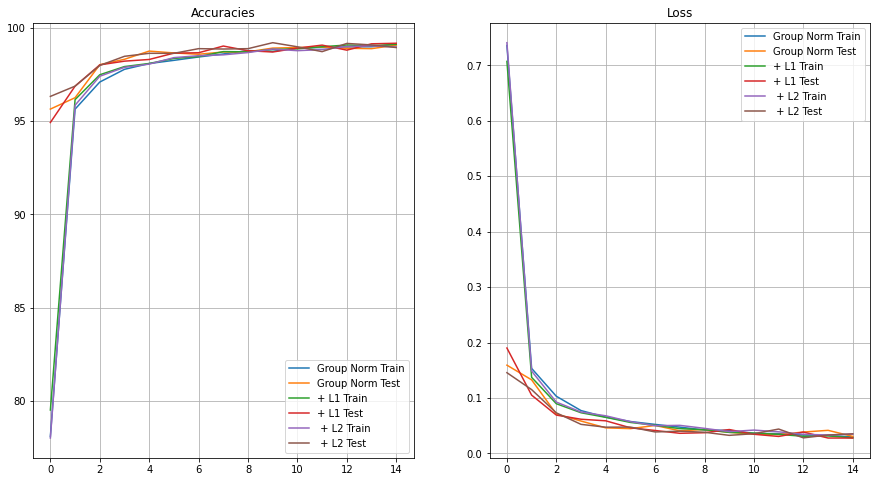 Accuracies
100
95
90
85
80
0 2 4 6 8 10 12 14
Group Norm Train
Group Norm Test
+ L1 Train
+ L1 Test
+ L2 Train
+ L2 Test
Loss
0.7
0.6
0.5
0.4
0.3
0.2
0.1
0.0
0 2 4 6 8 10 12 14
Group Norm Train
Group Norm Test
+ L1 Train
+ L1 Test
+ L2 Train
+ L2 Test